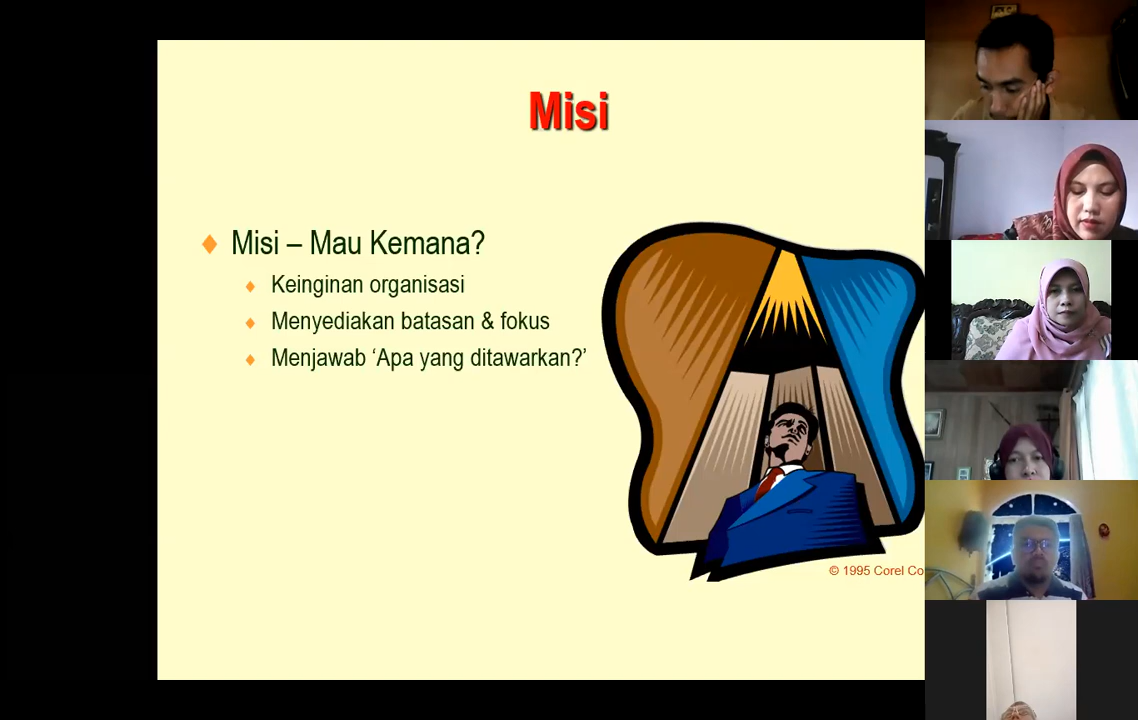 Misi
Misi – Mau Kemana?
Keinginan organisasi
Menyediakan batasan & fokus
Menjawab ‘Apa yang ditawarkan?’
© 1995 Corel Co